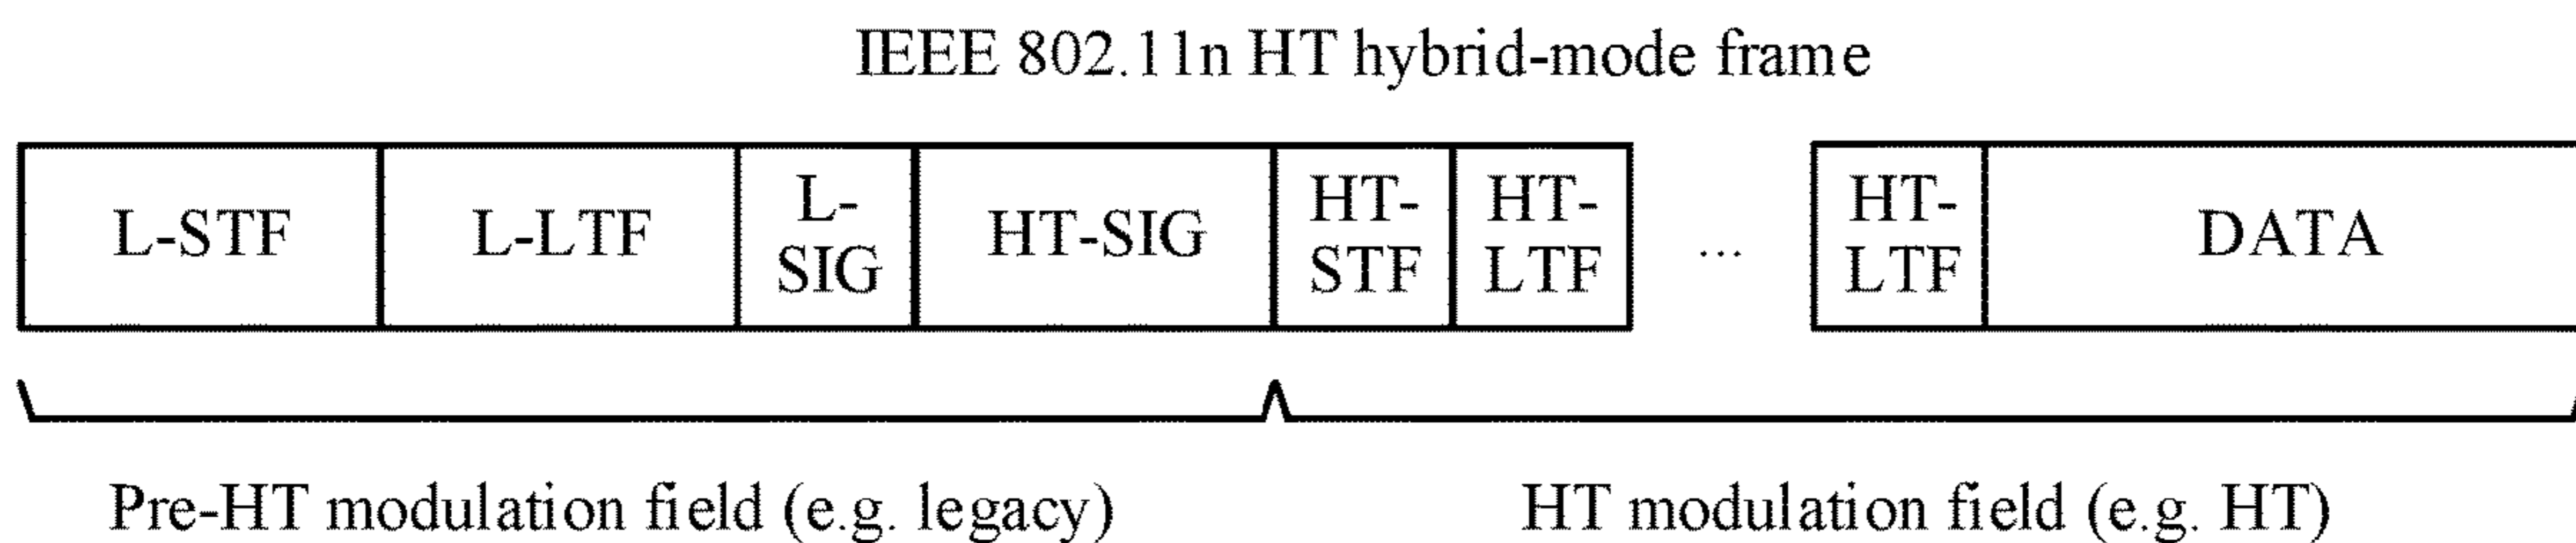 IEEE 802.11n HT hybrid-mode frame
L-STF
L-LTF
L-
SIG
HT-SIG
HT-
STF
HT-
LTF
...
HT-
LTF
DATA
Pre-HT modulation field (e.g. legacy)
HT modulation field (e.g. HT)